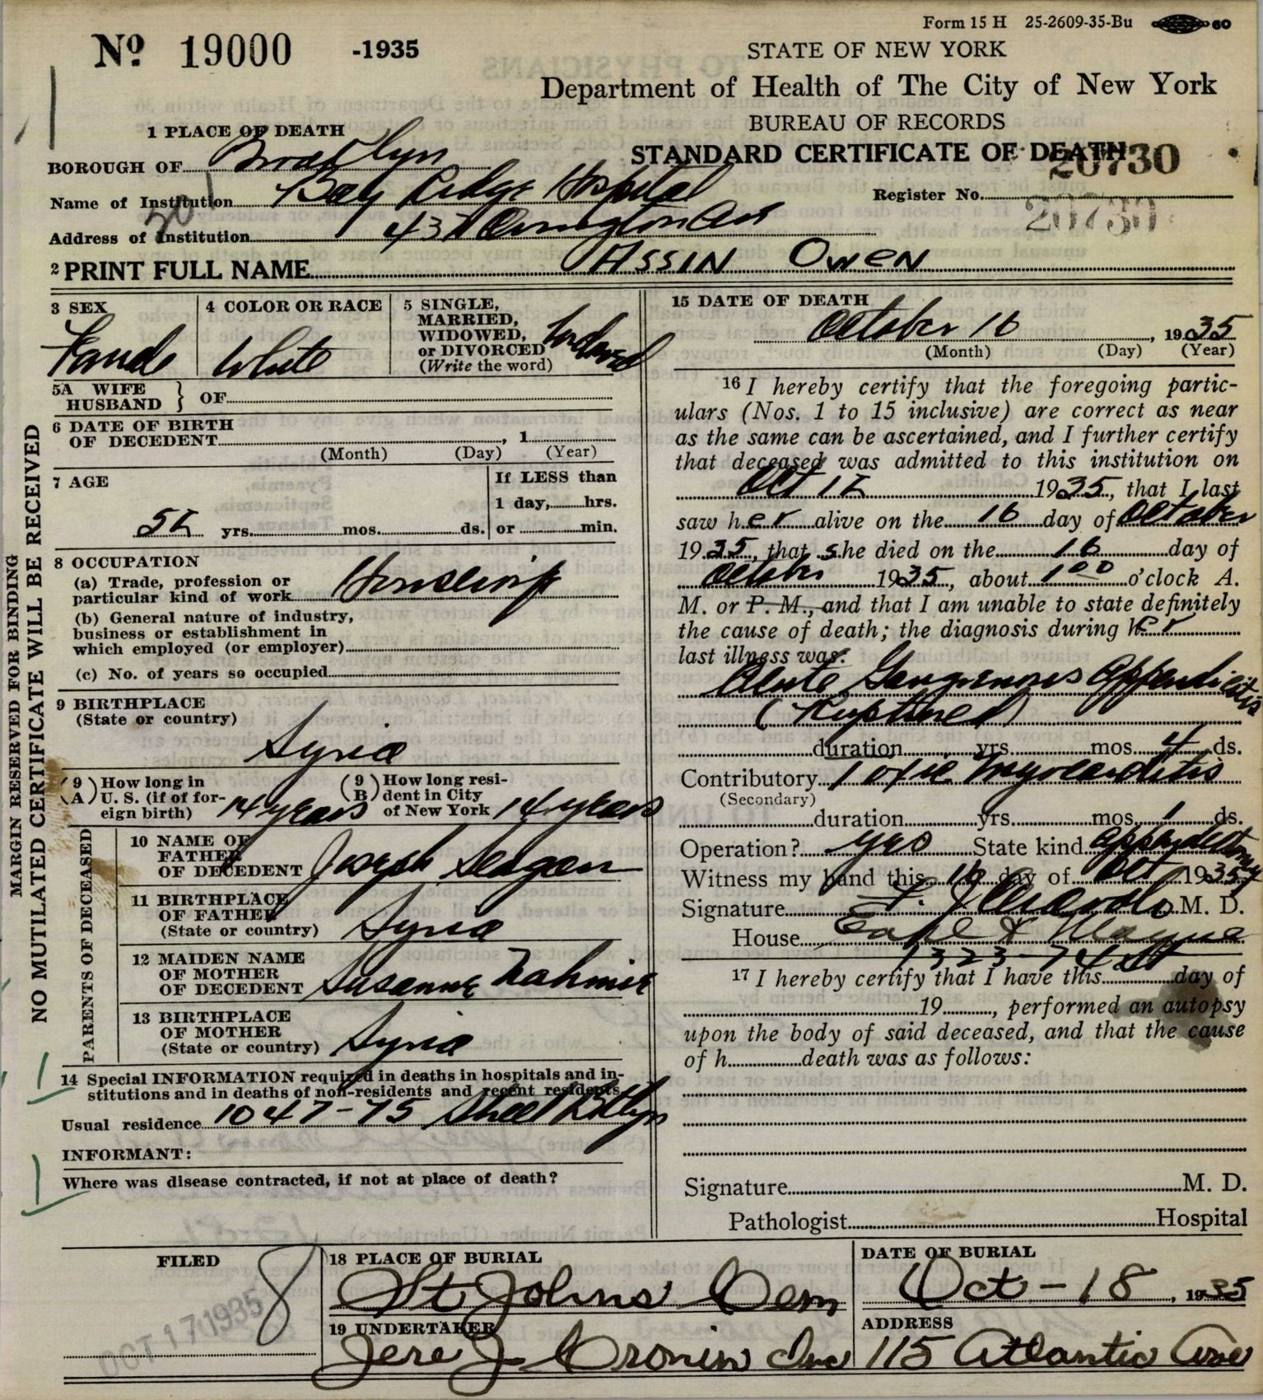 Form 15 H 25-2609-35-Bu 60
Nº 19000 -1935
STATE OF NEW YORK
Department of Health of The City of New York
BUREAU OF RECORDS
STANDARD CERTIFICATE OF DEATH
20730
Register No.
20730
1 PLACE OF DEATH
BOROUGH OF Brooklyn
Name of Institution Bay Ridge Hospital
Address of Institution 437 Ovington Ave
2 PRINT FULL NAME ASSIN OWEN
3 SEX
Female
4 COLOR OR RACE
White
5 SINGLE,
MARRIED,
WIDOWED,
or DIVORCED
(Write the word)
Widowed
5A WIFE
HUSBAND } OF
6 DATE OF BIRTH
OF DECEDENT , 1
(Month) (Day) (Year)
7 AGE
52 yrs. mos. ds.
If LESS than
1 day, hrs.
or min.
8 OCCUPATION
(a) Trade, profession or
particular kind of work
(b) General nature of industry,
business or establishment in
which employed (or employer)
(c) No. of years so occupied
9 BIRTHPLACE
(State or country)
Syria
(9 A) How long in
U. S. (if of for-
eign birth) 14 years
(9 B) How long resi-
dent in City
of New York 14 years
PARENTS OF DECEASED
10 NAME OF
FATHER OF
DECEDENT Joseph
11 BIRTHPLACE
OF FATHER
(State or country) Syria
12 MAIDEN NAME
OF MOTHER
OF DECEDENT Susanne
13 BIRTHPLACE
OF MOTHER
(State or country) Syria
14 Special INFORMATION required in deaths in hospitals and in-
stitutions and in deaths of non-residents and recent residents.
Usual residence 1047-75 Street Bklyn
INFORMANT:
Where was disease contracted, if not at place of death?
15 DATE OF DEATH
October 16, 1935
(Month) (Day) (Year)
16 I hereby certify that the foregoing partic-
ulars (Nos. 1 to 15 inclusive) are correct as near
as the same can be ascertained, and I further certify
that deceased was admitted to this institution on
Oct 12 1935, that I last
saw her alive on the 16 day of October
1935, that she died on the 16 day of
October 1935, about 1 00 o'clock A.
M. or P. M., and that I am unable to state definitely
the cause of death; the diagnosis during her
last illness was:
Acute Gangrenous Appendicitis
(Ruptured)
duration yrs. mos. 4 ds.
Contributory Toxic Myocarditis
(Secondary)
duration yrs. mos. 1 ds.
Operation? yes State kind appendectomy
Witness my hand this 16 day of Oct 1935
Signature M. D.
House
1323-74 St
17 I hereby certify that I have this day of
19 , performed an autopsy
upon the body of said deceased, and that the cause
of h death was as follows:
Signature M. D.
Pathologist Hospital
FILED
OCT 17 1935
18 PLACE OF BURIAL
St Johns Cem
DATE OF BURIAL
Oct-18, 1935
19 UNDERTAKER
Jere J. Cronin Inc
ADDRESS
115 Atlantic Ave
MARGIN RESERVED FOR BINDING
NO MUTILATED CERTIFICATE WILL BE RECEIVED